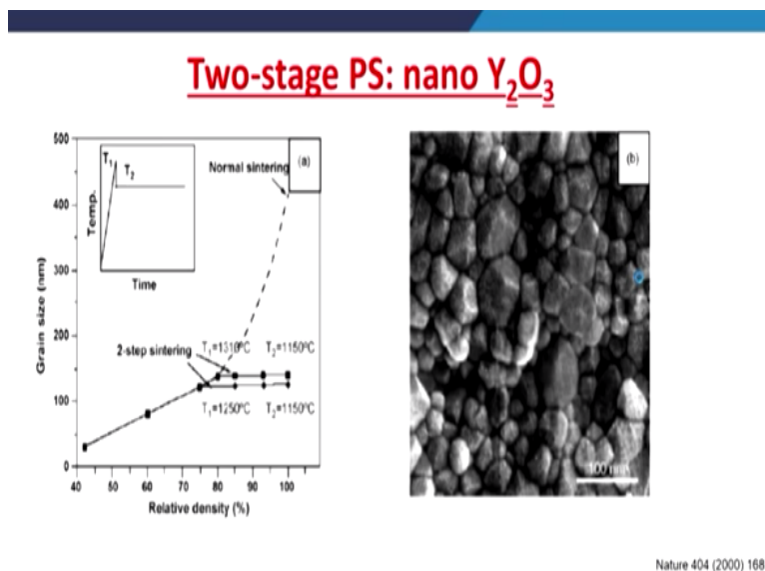 Two-stage PS: nano Y₂O₃
500
400
300
200
100
0
Grain size (nm)
T₁
T₂
Temp.
Time
Normal sintering
(a)
2-step sintering
T₁=1310ºC T₂=1150ºC
T₁=1250ºC T₂=1150ºC
40 50 60 70 80 90 100
Relative density (%)
(b)
100 nm
Nature 404 (2000) 168